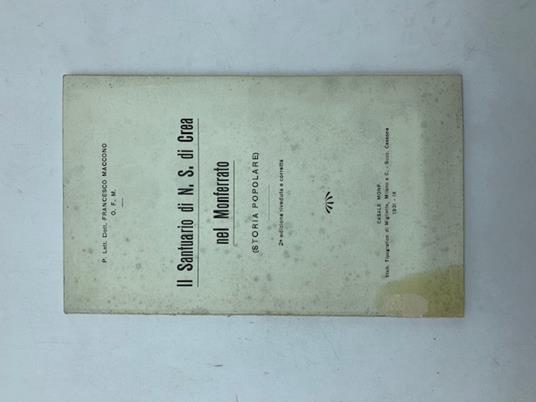 P. Lett. Dott. FRANCESCO MACCONO
O. F. M.
Il Santuario di N. S. di Crea
nel Monferrato
(STORIA POPOLARE)
2ª edizione riveduta e corretta
CASALE MONF.
Stab. Tipografico di Miglietta, Milano e C. - Succ. Cassone
1931 - IX